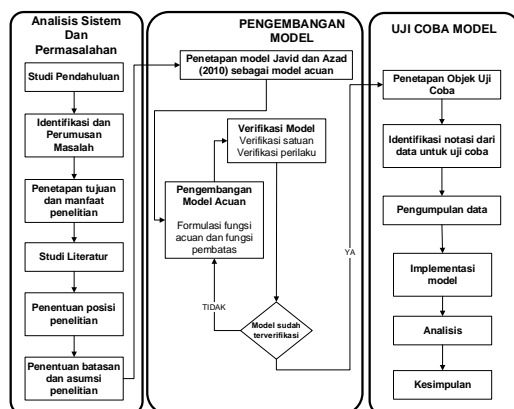 Analisis Sistem
Dan
Permasalahan
Studi Pendahuluan
Identifikasi dan
Perumusan
Masalah
Penetapan tujuan
dan manfaat
penelitian
Studi Literatur
Penentuan posisi
penelitian
Penentuan batasan
dan asumsi
penelitian
PENGEMBANGAN
MODEL
Penetapan model Javid dan Azad
(2010) sebagai model acuan
Verifikasi Model
Verifikasi satuan
Verifikasi perilaku
Pengembangan
Model Acuan
Formulasi fungsi
acuan dan fungsi
pembatas
TIDAK
Model sudah
terverifikasi
YA
UJI COBA MODEL
Penetapan Objek Uji
Coba
Identifikasi notasi dari
data untuk uji coba
Pengumpulan data
Implementasi
model
Analisis
Kesimpulan